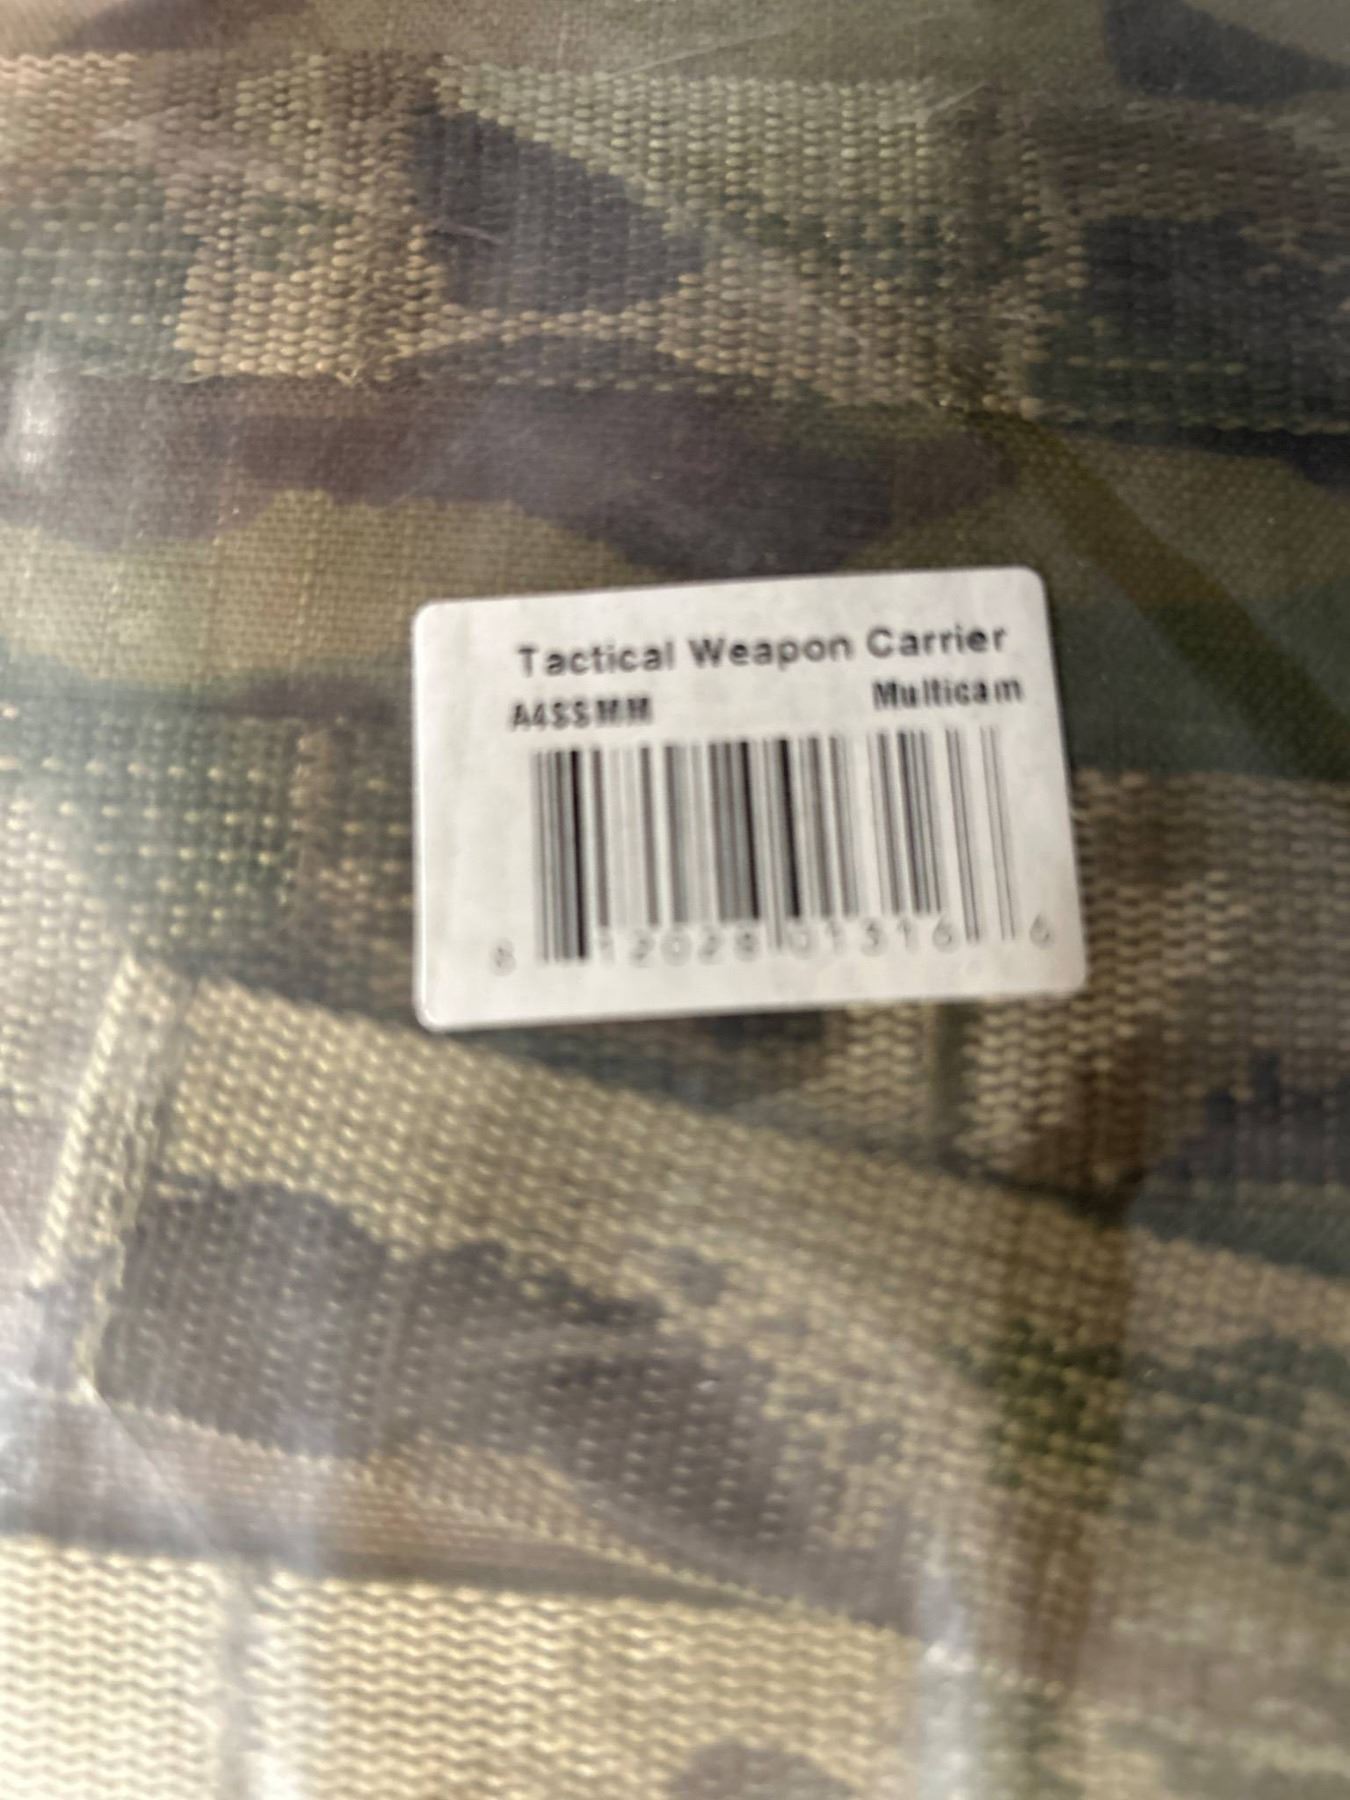 Tactical Weapon Carrier
A4SSMM Multicam
8 12028 01316 6